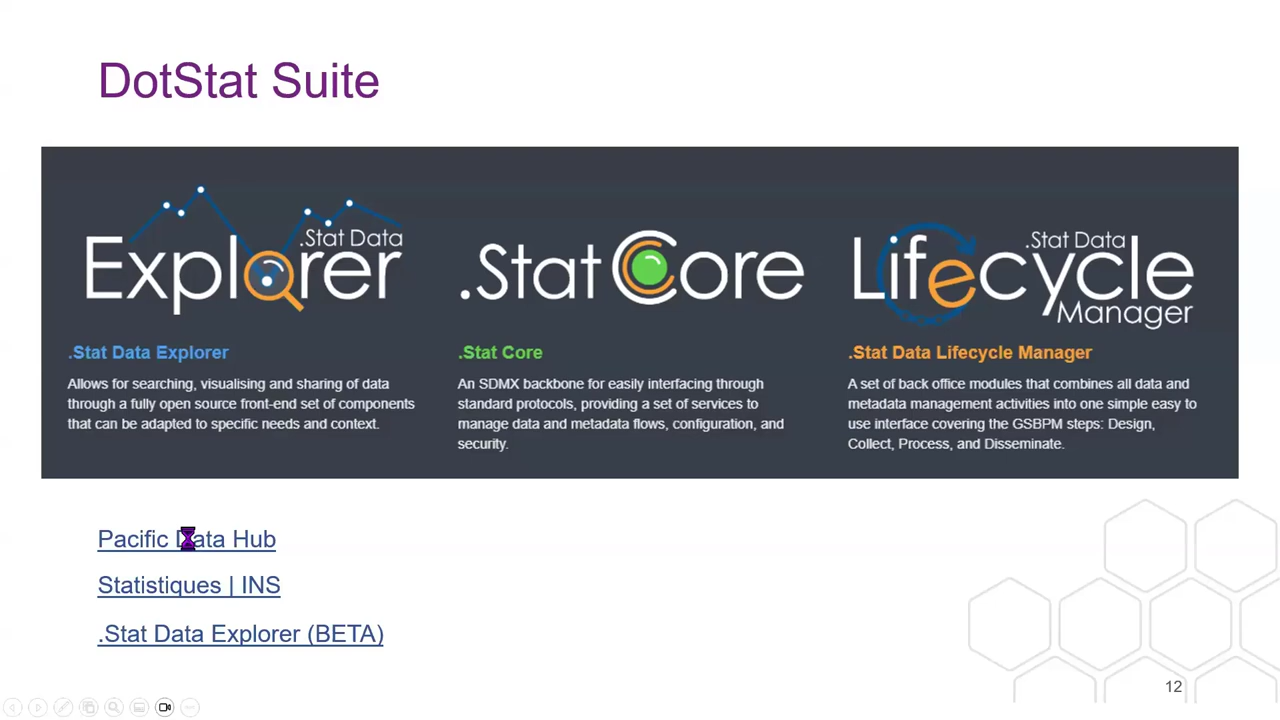 DotStat Suite
.Stat Data
Explorer
.Stat Core
.Stat Data
Lifecycle
Manager
.Stat Data Explorer
Allows for searching, visualising and sharing of data
through a fully open source front-end set of components
that can be adapted to specific needs and context.
.Stat Core
An SDMX backbone for easily interfacing through
standard protocols, providing a set of services to
manage data and metadata flows, configuration, and
security.
.Stat Data Lifecycle Manager
A set of back office modules that combines all data and
metadata management activities into one simple easy to
use interface covering the GSBPM steps: Design,
Collect, Process, and Disseminate.
Pacific Data Hub
Statistiques | INS
.Stat Data Explorer (BETA)
12